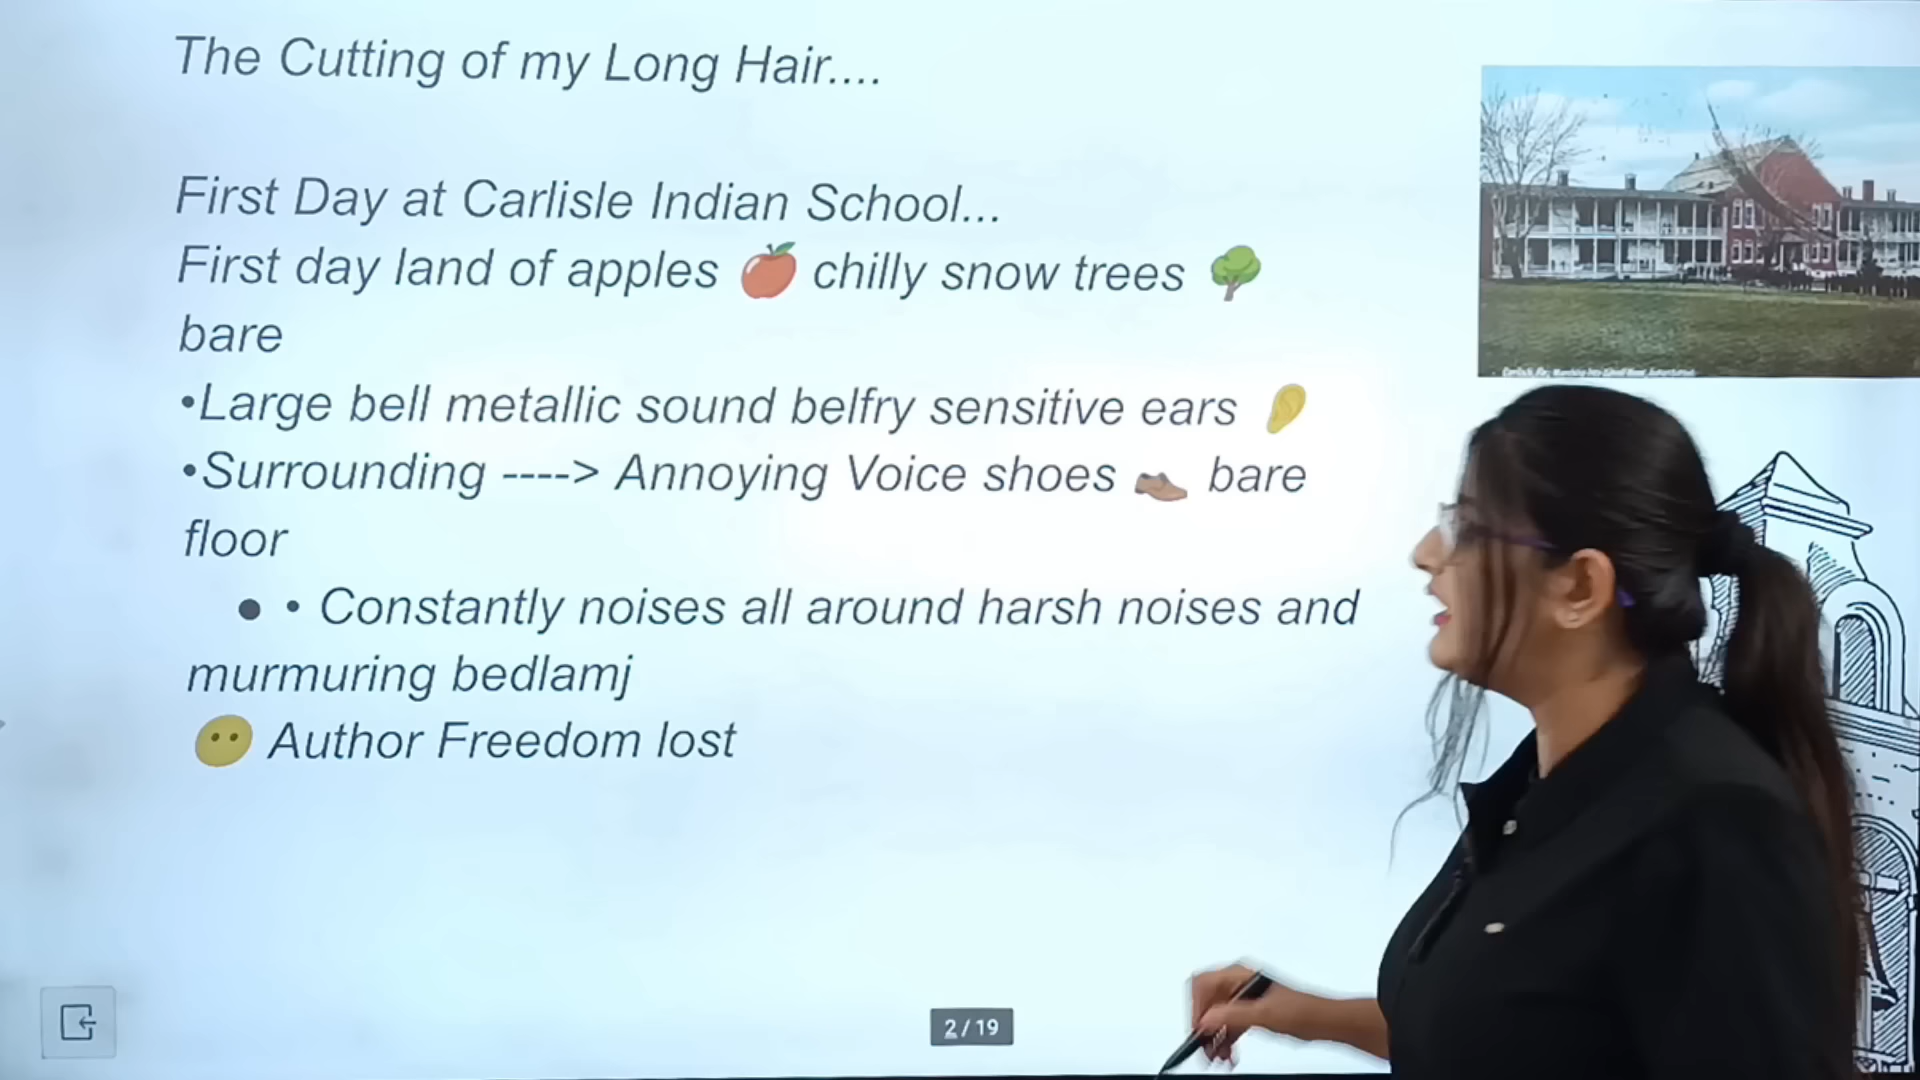 The Cutting of my Long Hair....
First Day at Carlisle Indian School...
First day land of apples 🍎 chilly snow trees 🌳
bare
•Large bell metallic sound belfry sensitive ears 👂
•Surrounding ----> Annoying Voice shoes 👞 bare
floor
● • Constantly noises all around harsh noises and
murmuring bedlamj
😶 Author Freedom lost
2 / 19